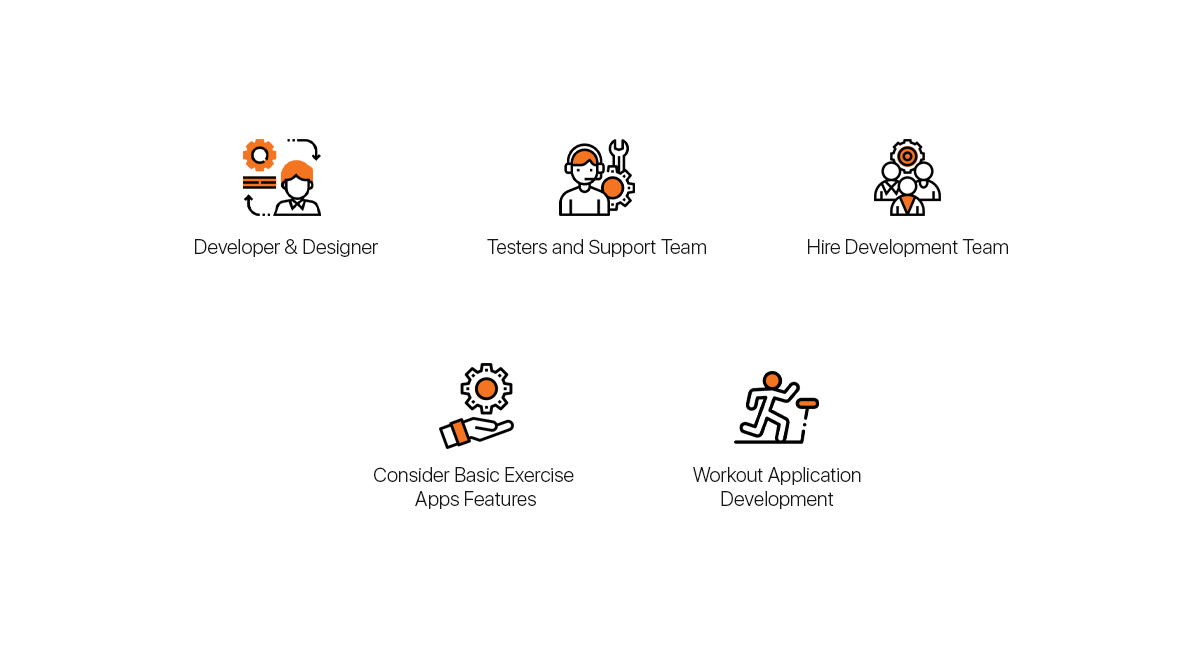 Developer & Designer
Testers and Support Team
Hire Development Team
Consider Basic Exercise
Apps Features
Workout Application
Development